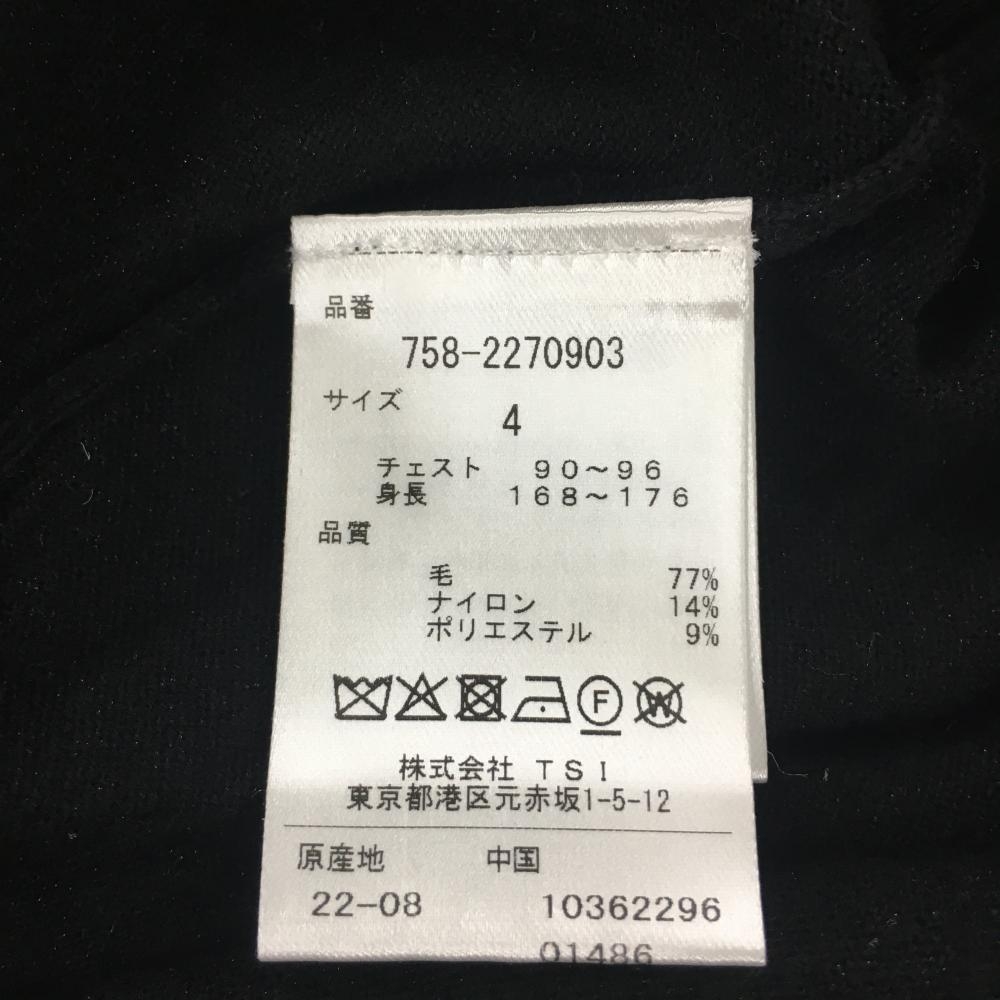 品番
758-2270903
サイズ
4
チェスト 90~96
身長 168~176
品質
毛 77%
ナイロン 14%
ポリエステル 9%
F W
株式会社 TSI
東京都港区元赤坂1-5-12
原産地 中国
22-08 10362296
01486